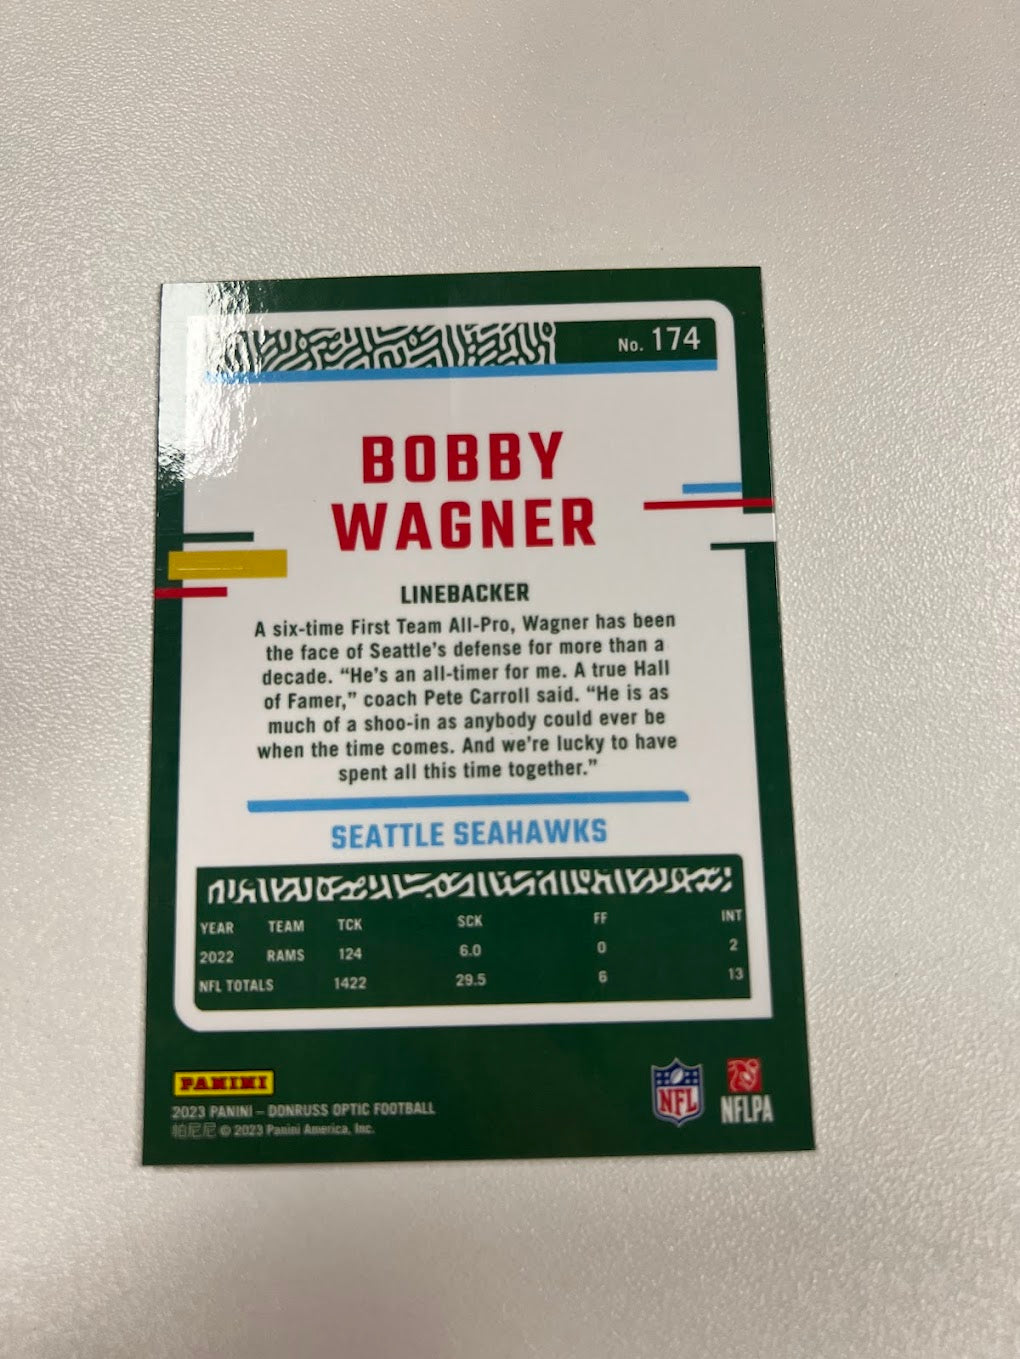 No. 174
BOBBY
WAGNER
LINEBACKER
A six-time First Team All-Pro, Wagner has been
the face of Seattle's defense for more than a
decade. “He's an all-timer for me. A true Hall
of Famer,” coach Pete Carroll said. “He is as
much of a shoo-in as anybody could ever be
when the time comes. And we're lucky to have
spent all this time together.”
SEATTLE SEAHAWKS
YEAR TEAM TCK SCK FF INT
2022 RAMS 124 6.0 0 2
NFL TOTALS 1422 29.5 6 13
PANINI
2023 PANINI – DONRUSS OPTIC FOOTBALL
帕尼尼 © 2023 Panini America, Inc.
NFL
NFLPA